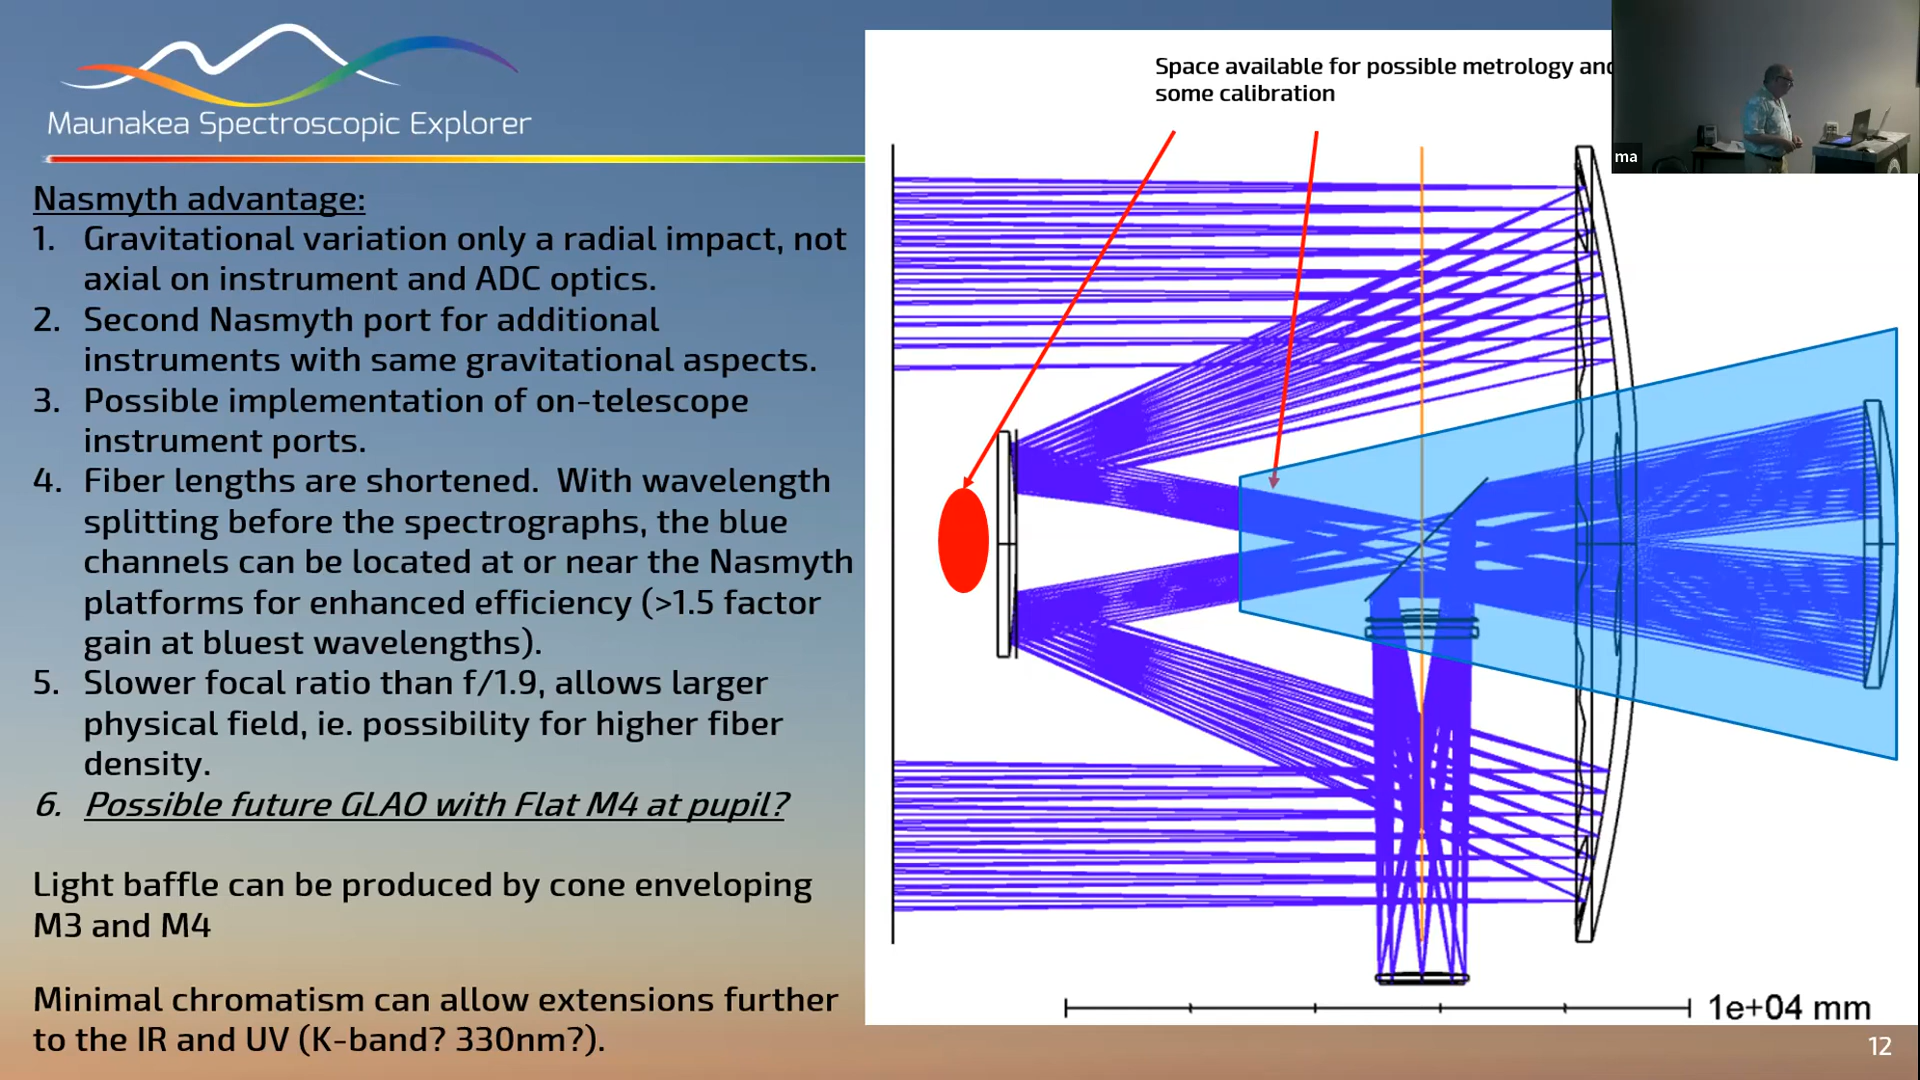 Maunakea Spectroscopic Explorer
Nasmyth advantage:
1. Gravitational variation only a radial impact, not
axial on instrument and ADC optics.
2. Second Nasmyth port for additional
instruments with same gravitational aspects.
3. Possible implementation of on-telescope
instrument ports.
4. Fiber lengths are shortened. With wavelength
splitting before the spectrographs, the blue
channels can be located at or near the Nasmyth
platforms for enhanced efficiency (>1.5 factor
gain at bluest wavelengths).
5. Slower focal ratio than f/1.9, allows larger
physical field, ie. possibility for higher fiber
density.
6. Possible future GLAO with Flat M4 at pupil?
Light baffle can be produced by cone enveloping
M3 and M4
Minimal chromatism can allow extensions further
to the IR and UV (K-band? 330nm?).
Space available for possible metrology and
some calibration
ma
1e+04 mm
12